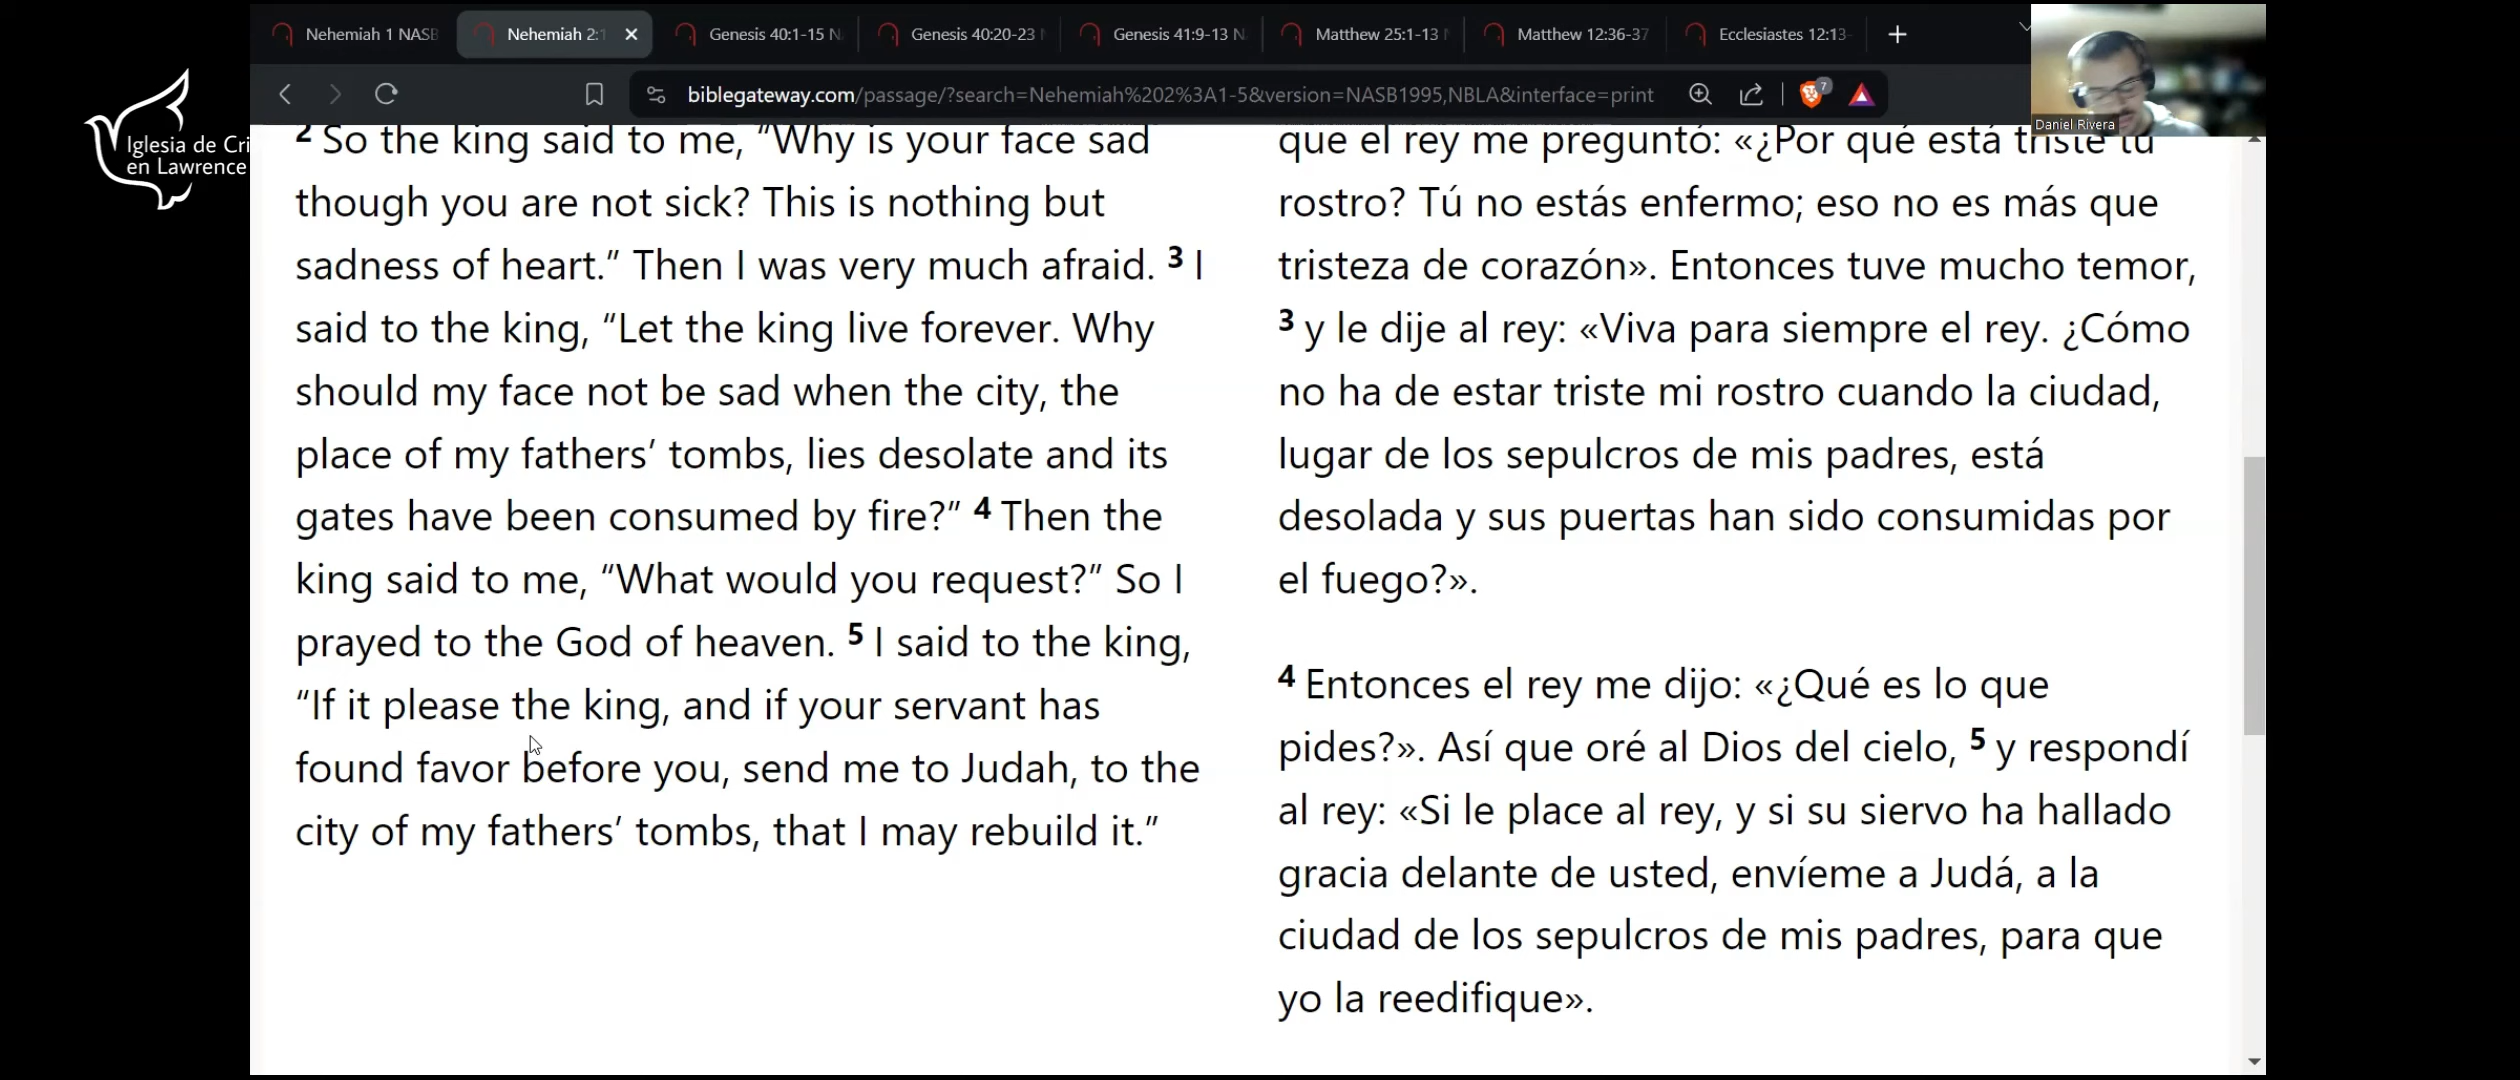 Nehemiah 1 NASB
Nehemiah 2:1
Genesis 40:1-15 N
Genesis 40:20-23
Genesis 41:9-13 N
Matthew 25:1-13
Matthew 12:36-37
Ecclesiastes 12:13-
biblegateway.com/passage/?search=Nehemiah%202%3A1-5&version=NASB1995,NBLA&interface=print
7
Daniel Rivera
Iglesia de Cri
en Lawrence
2 So the king said to me, “Why is your face sad
though you are not sick? This is nothing but
sadness of heart.” Then I was very much afraid. 3 I
said to the king, “Let the king live forever. Why
should my face not be sad when the city, the
place of my fathers’ tombs, lies desolate and its
gates have been consumed by fire?” 4 Then the
king said to me, “What would you request?” So I
prayed to the God of heaven. 5 I said to the king,
“If it please the king, and if your servant has
found favor before you, send me to Judah, to the
city of my fathers’ tombs, that I may rebuild it.”
que el rey me preguntó: «¿Por qué está triste tu
rostro? Tú no estás enfermo; eso no es más que
tristeza de corazón». Entonces tuve mucho temor,
3 y le dije al rey: «Viva para siempre el rey. ¿Cómo
no ha de estar triste mi rostro cuando la ciudad,
lugar de los sepulcros de mis padres, está
desolada y sus puertas han sido consumidas por
el fuego?».
4 Entonces el rey me dijo: «¿Qué es lo que
pides?». Así que oré al Dios del cielo, 5 y respondí
al rey: «Si le place al rey, y si su siervo ha hallado
gracia delante de usted, envíeme a Judá, a la
ciudad de los sepulcros de mis padres, para que
yo la reedifique».